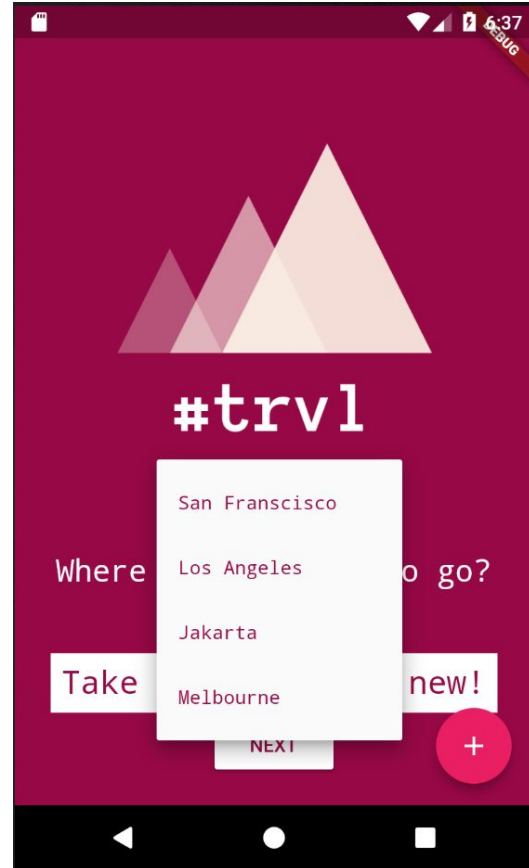 6:37
DEBUG
#trvl
San Franscisco
Where
Los Angeles
o go?
Jakarta
Take
Melbourne
new!
NEXT
+